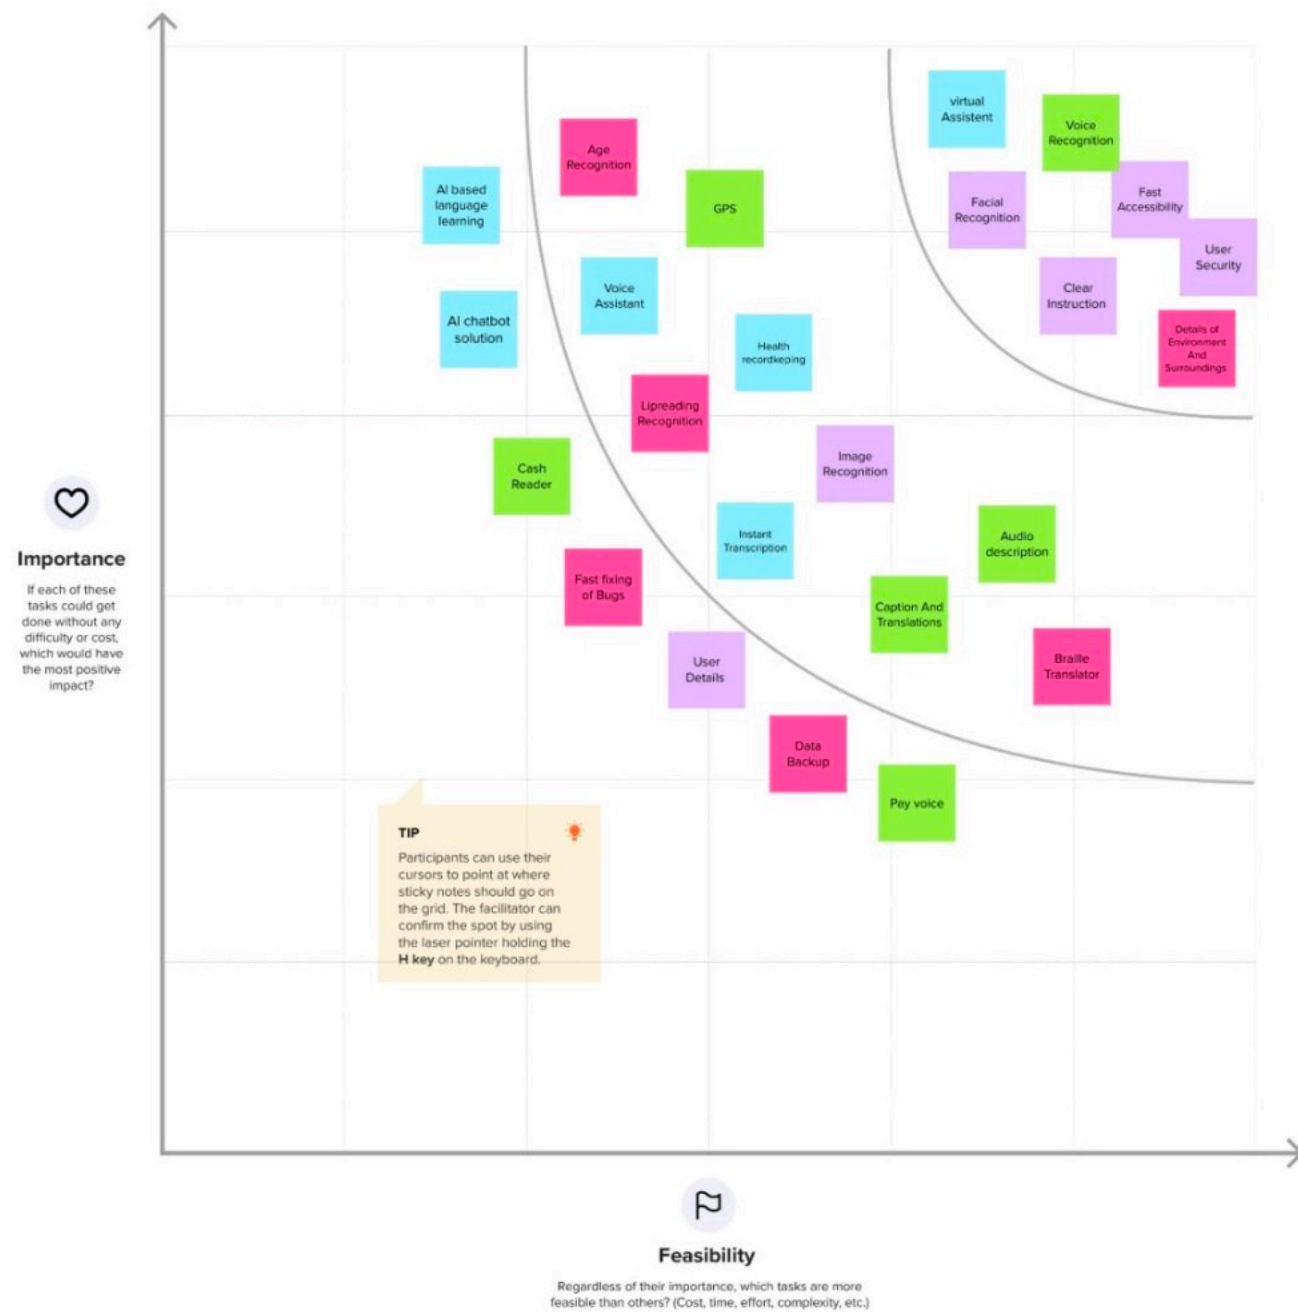 virtual
Assistent
Voice
Recognition
Age
Recognition
AI based
language
learning
GPS
Facial
Recognition
Fast
Accessibility
User
Security
Voice
Assistant
Clear
Instruction
AI chatbot
solution
Health
recordkeping
Details of
Environment
And
Surroundings
Lipreading
Recognition
Image
Recognition
Cash
Reader
Instant
Transcription
Audio
description
Fast fixing
of Bugs
Caption And
Translations
User
Details
Braille
Translator
Data
Backup
Pay voice
Importance
If each of these
tasks could get
done without any
difficulty or cost,
which would have
the most positive
impact?
TIP
Participants can use their
cursors to point at where
sticky notes should go on
the grid. The facilitator can
confirm the spot by using
the laser pointer holding the
H key on the keyboard.
Feasibility
Regardless of their importance, which tasks are more
feasible than others? (Cost, time, effort, complexity, etc.)